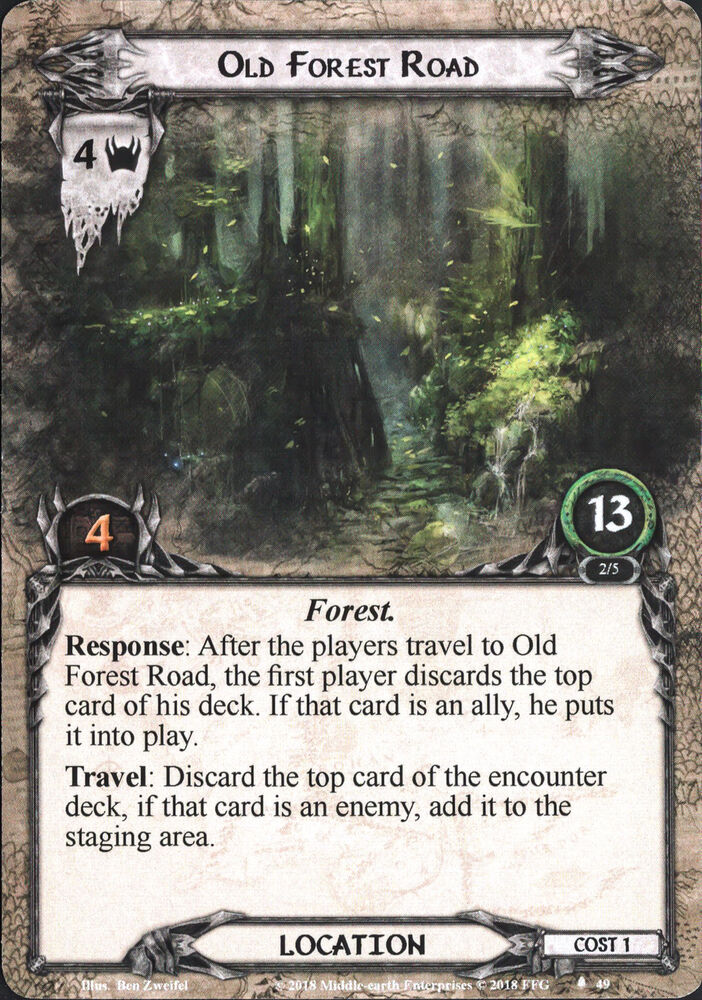 OLD FOREST ROAD
4
4
13
2/5
Forest.
Response: After the players travel to Old
Forest Road, the first player discards the top
card of his deck. If that card is an ally, he puts
it into play.
Travel: Discard the top card of the encounter
deck, if that card is an enemy, add it to the
staging area.
LOCATION
COST 1
Illus. Ben Zweifel
© 2018 Middle-earth Enterprises © 2018 FFG
49